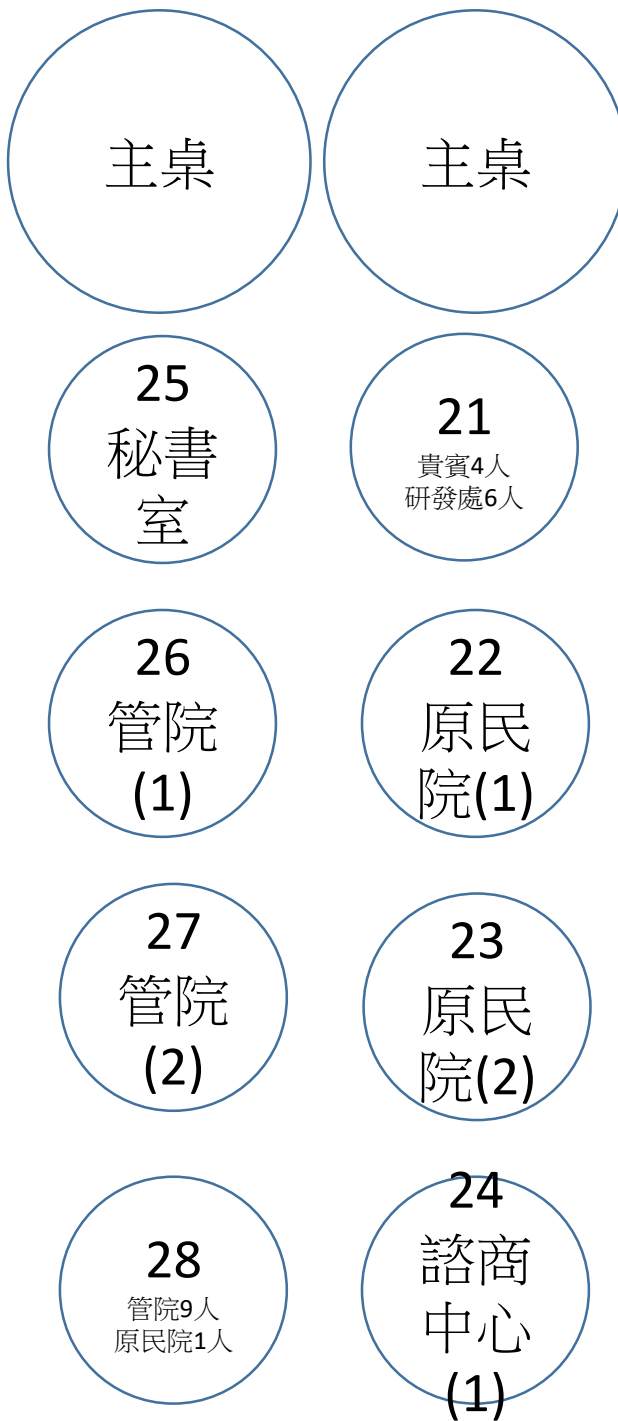 主桌
主桌
25
秘書
室
21
貴賓4人
研發處6人
26
管院
(1)
22
原民
院(1)
27
管院
(2)
23
原民
院(2)
28
管院9人
原民院1人
24
諮商
中心
(1)